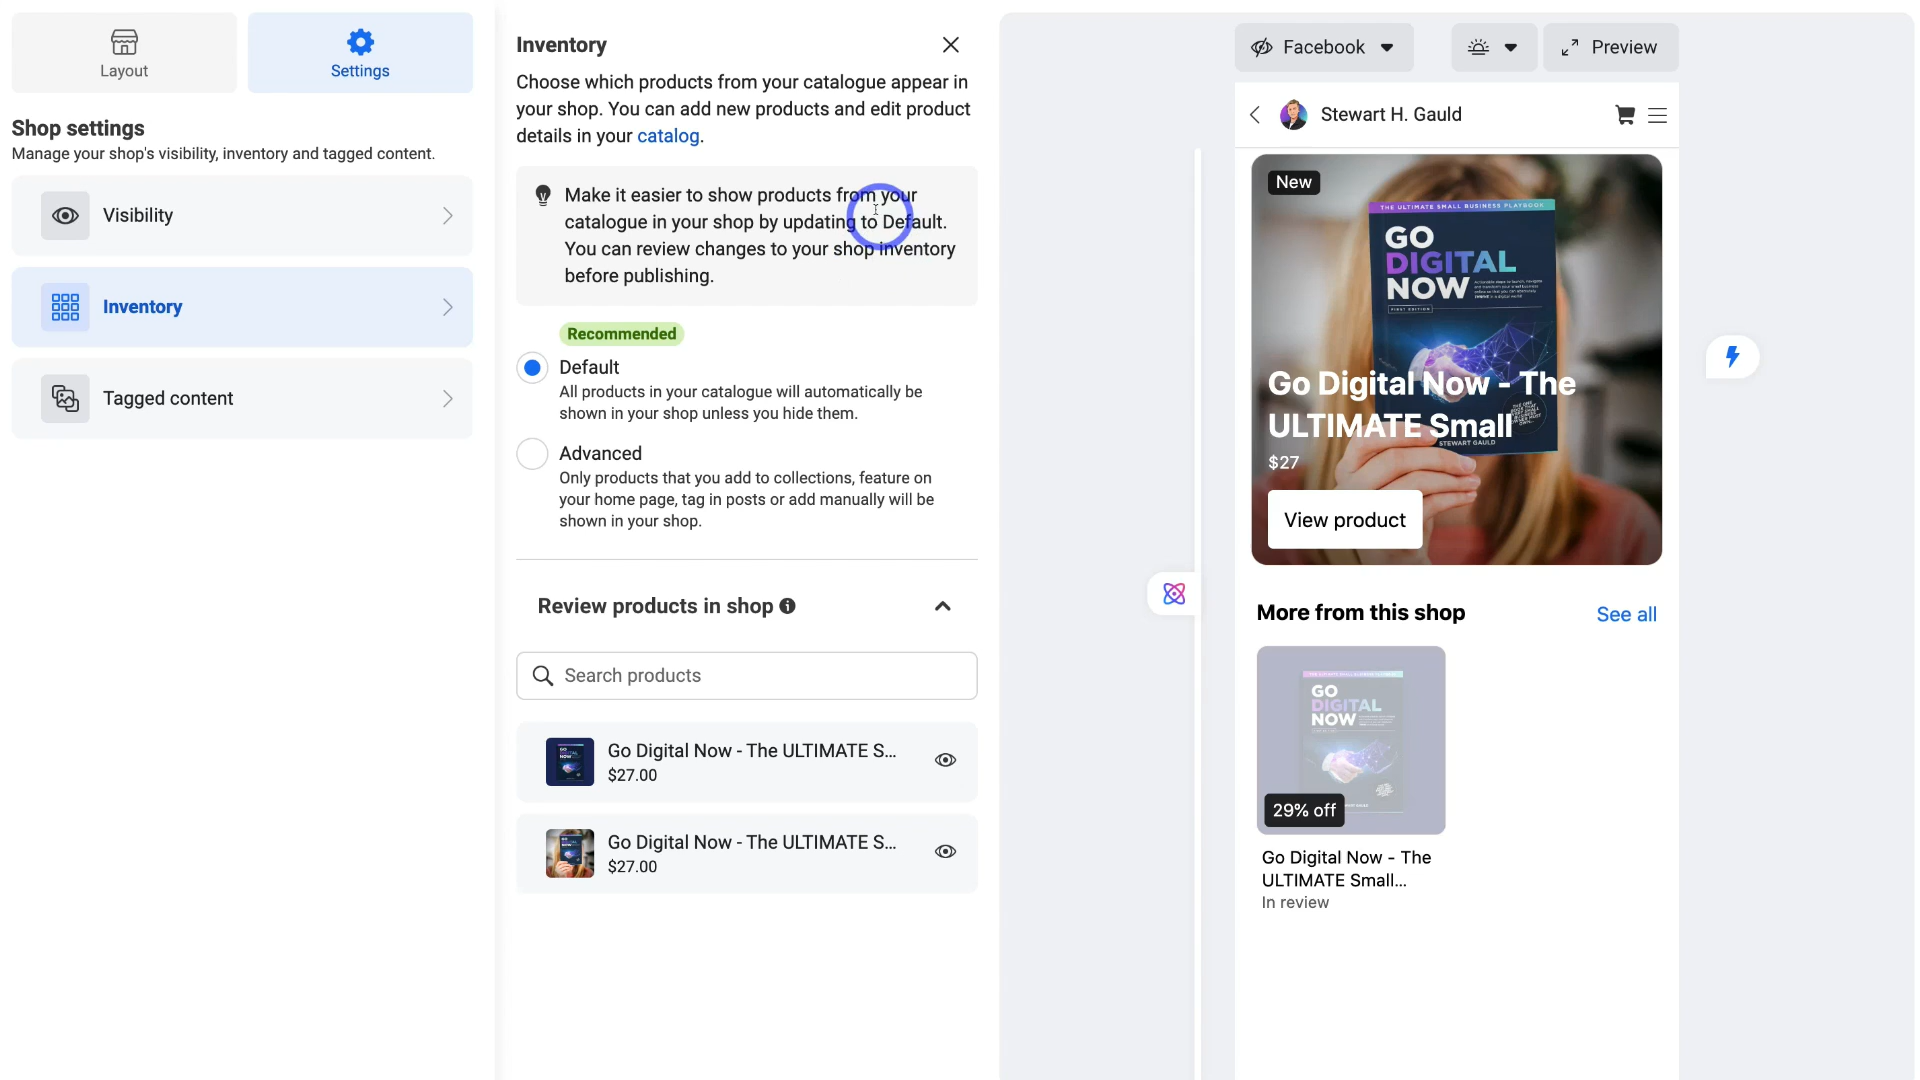 Layout
Settings
Shop settings
Manage your shop's visibility, inventory and tagged content.
Visibility
Inventory
Tagged content
Inventory
Choose which products from your catalogue appear in
your shop. You can add new products and edit product
details in your catalog.
Make it easier to show products from your
catalogue in your shop by updating to Default.
You can review changes to your shop inventory
before publishing.
Recommended
Default
All products in your catalogue will automatically be
shown in your shop unless you hide them.
Advanced
Only products that you add to collections, feature on
your home page, tag in posts or add manually will be
shown in your shop.
Review products in shop
Search products
Go Digital Now - The ULTIMATE S...
$27.00
Go Digital Now - The ULTIMATE S...
$27.00
Facebook
Preview
Stewart H. Gauld
New
THE ULTIMATE SMALL BUSINESS PLAYBOOK
GO
DIGITAL
NOW
FIRST EDITION
STEWART GAULD
Go Digital Now - The
ULTIMATE Small
$27
View product
More from this shop
See all
GO
DIGITAL
NOW
29% off
Go Digital Now - The
ULTIMATE Small...
In review